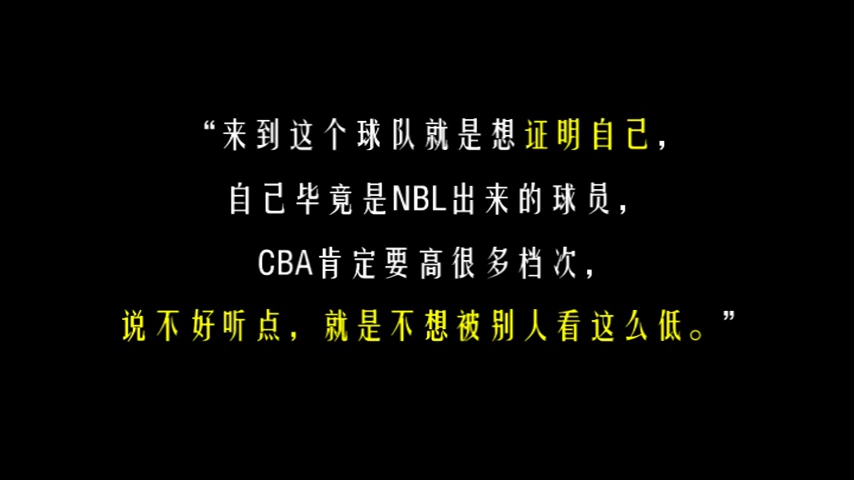 “来到这个球队就是想证明自己，
自己毕竟是NBL出来的球员，
CBA肯定要高很多档次，
说不好听点，就是不想被别人看这么低。”